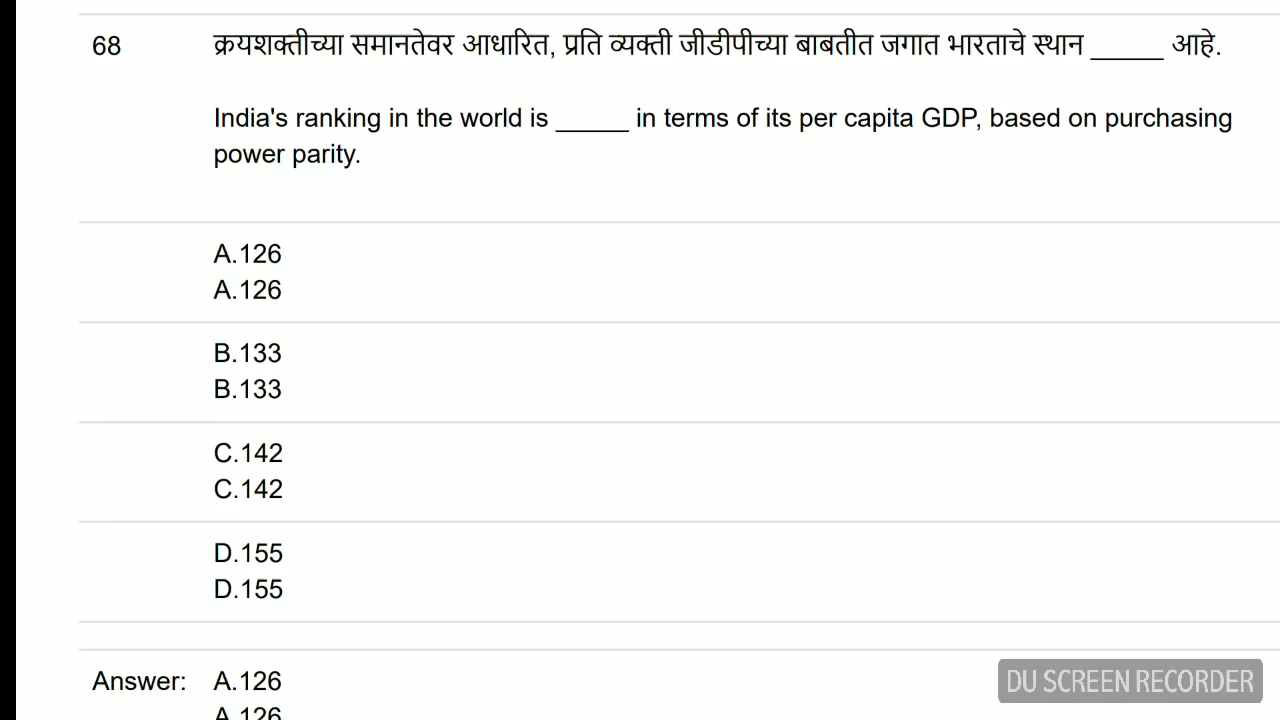 68 क्रयशक्तीच्या समानतेवर आधारित, प्रति व्यक्ती जीडीपीच्या बाबतीत जगात भारताचे स्थान _____ आहे.
India's ranking in the world is _____ in terms of its per capita GDP, based on purchasing
power parity.
A.126
A.126
B.133
B.133
C.142
C.142
D.155
D.155
Answer: A.126
A.126
DU SCREEN RECORDER